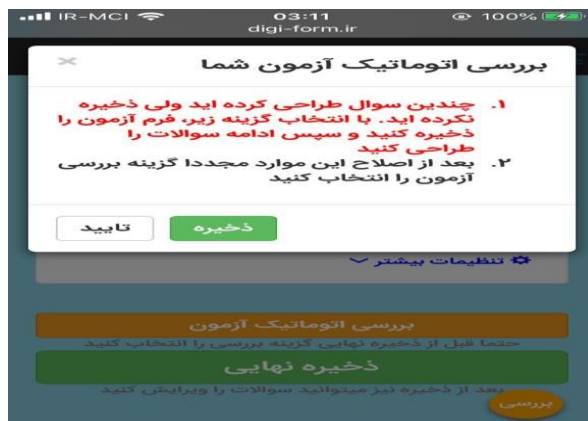 IR-MCI 03:11 100%
digi-form.ir
بررسی اتوماتیک آزمون شما ×
۱. چندین سوال طراحی کرده اید ولی ذخیره
نکرده اید. با انتخاب گزینه زیر، فرم آزمون را
ذخیره کنید و سپس ادامه سوالات را
طراحی کنید
۲. بعد از اصلاح این موارد مجددا گزینه بررسی
آزمون را انتخاب کنید
ذخیره تایید
تنظیمات بیشتر
بررسی اتوماتیک آزمون
حتما قبل از ذخیره نهایی گزینه بررسی را انتخاب کنید
ذخیره نهایی
بعد از ذخیره نیز میتوانید سوالات را ویرایش کنید
بررسی